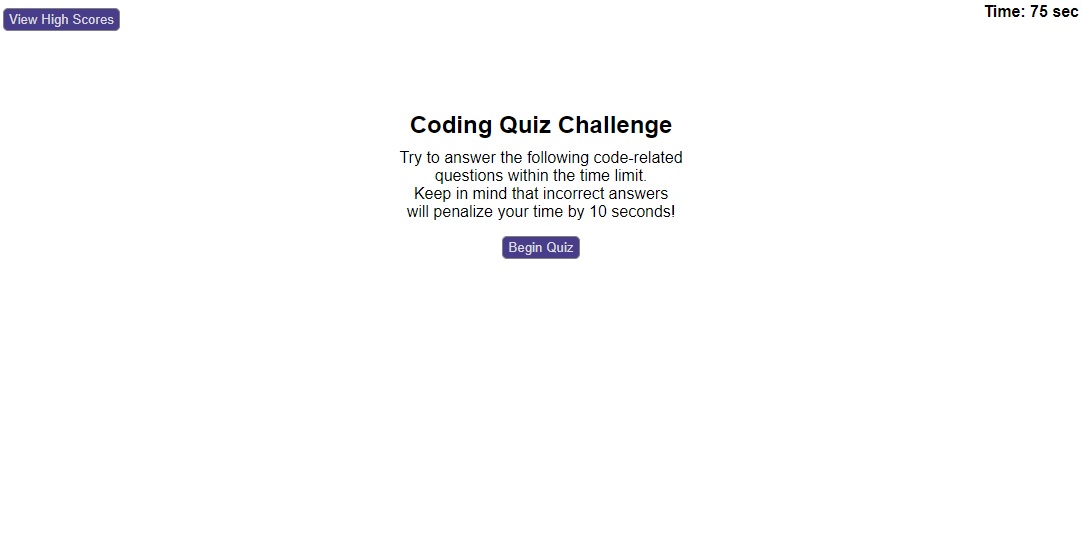 View High Scores
Time: 75 sec
Coding Quiz Challenge
Try to answer the following code-related
questions within the time limit.
Keep in mind that incorrect answers
will penalize your time by 10 seconds!
Begin Quiz